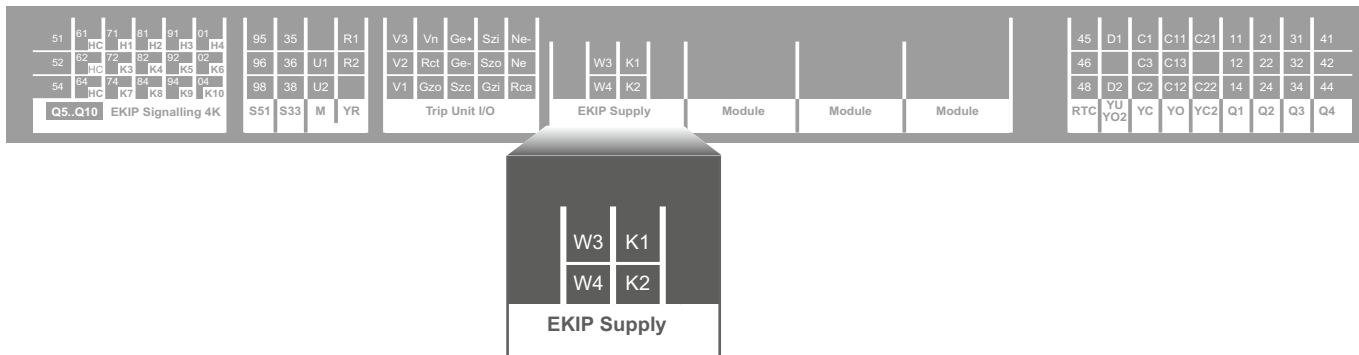 61 71 81 91 01
51 HC H1 H2 H3 H4 95 35 R1 V3 Vn Ge+ Szi Ne- 45 D1 C1 C11 C21 11 21 31 41
62 72 82 92 02
52 HC K3 K4 K5 K6 96 36 U1 R2 V2 Rct Ge- Szo Ne W3 K1 46 C3 C13 12 22 32 42
64 74 84 94 04
54 HC K7 K8 K9 K10 98 38 U2 V1 Gzo Szc Gzi Rca W4 K2 48 D2 C2 C12 C22 14 24 34 44
Q5..Q10 EKIP Signalling 4K S51 S33 M YR Trip Unit I/O EKIP Supply Module Module Module RTC YU YO2 YC YO YC2 Q1 Q2 Q3 Q4
W3 K1
W4 K2
EKIP Supply